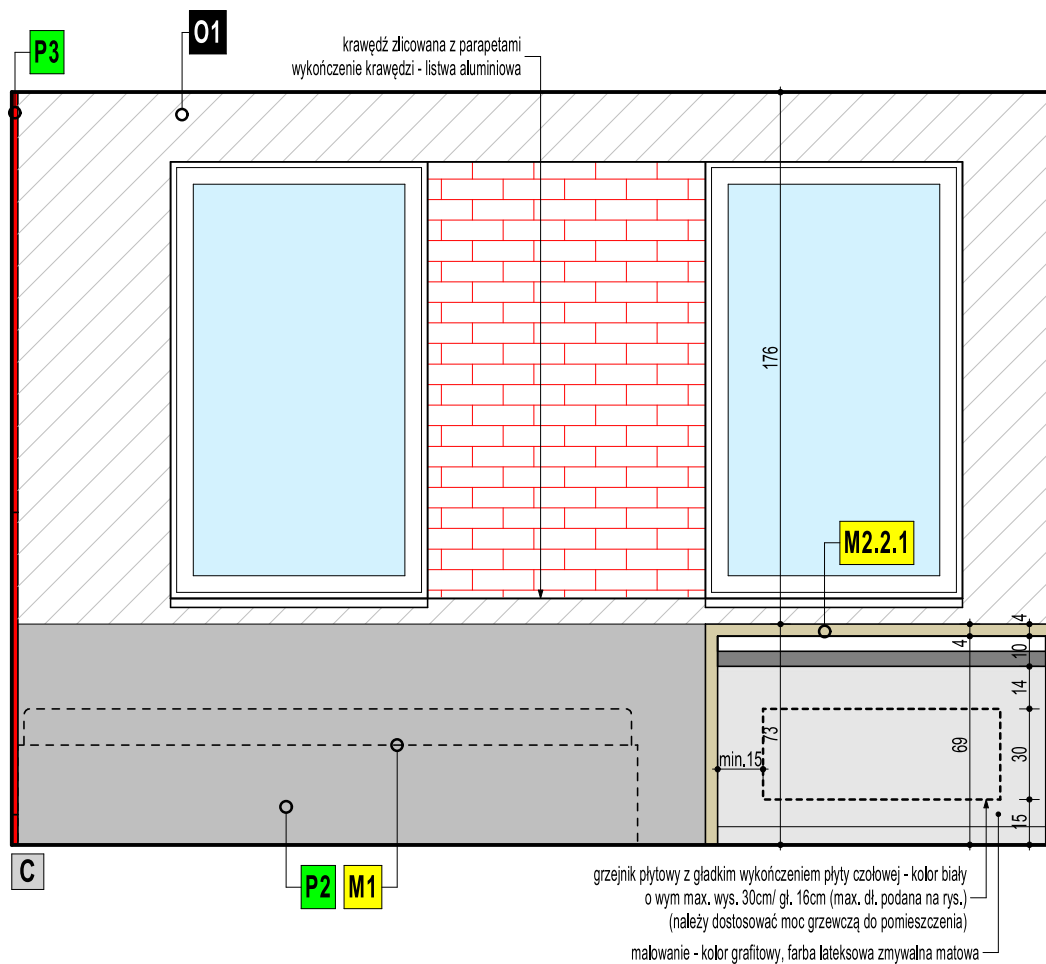 P3
O1
krawędź zlicowana z parapetami
wykończenie krawędzi - listwa aluminiowa
176
M2.2.1
4
4
10
14
73
69
30
min.15
15
C
P2
M1
grzejnik płytowy z gładkim wykończeniem płyty czołowej - kolor biały
o wym max. wys. 30cm/ gł. 16cm (max. dł. podana na rys.)
(należy dostosować moc grzewczą do pomieszczenia)
malowanie - kolor grafitowy, farba lateksowa zmywalna matowa